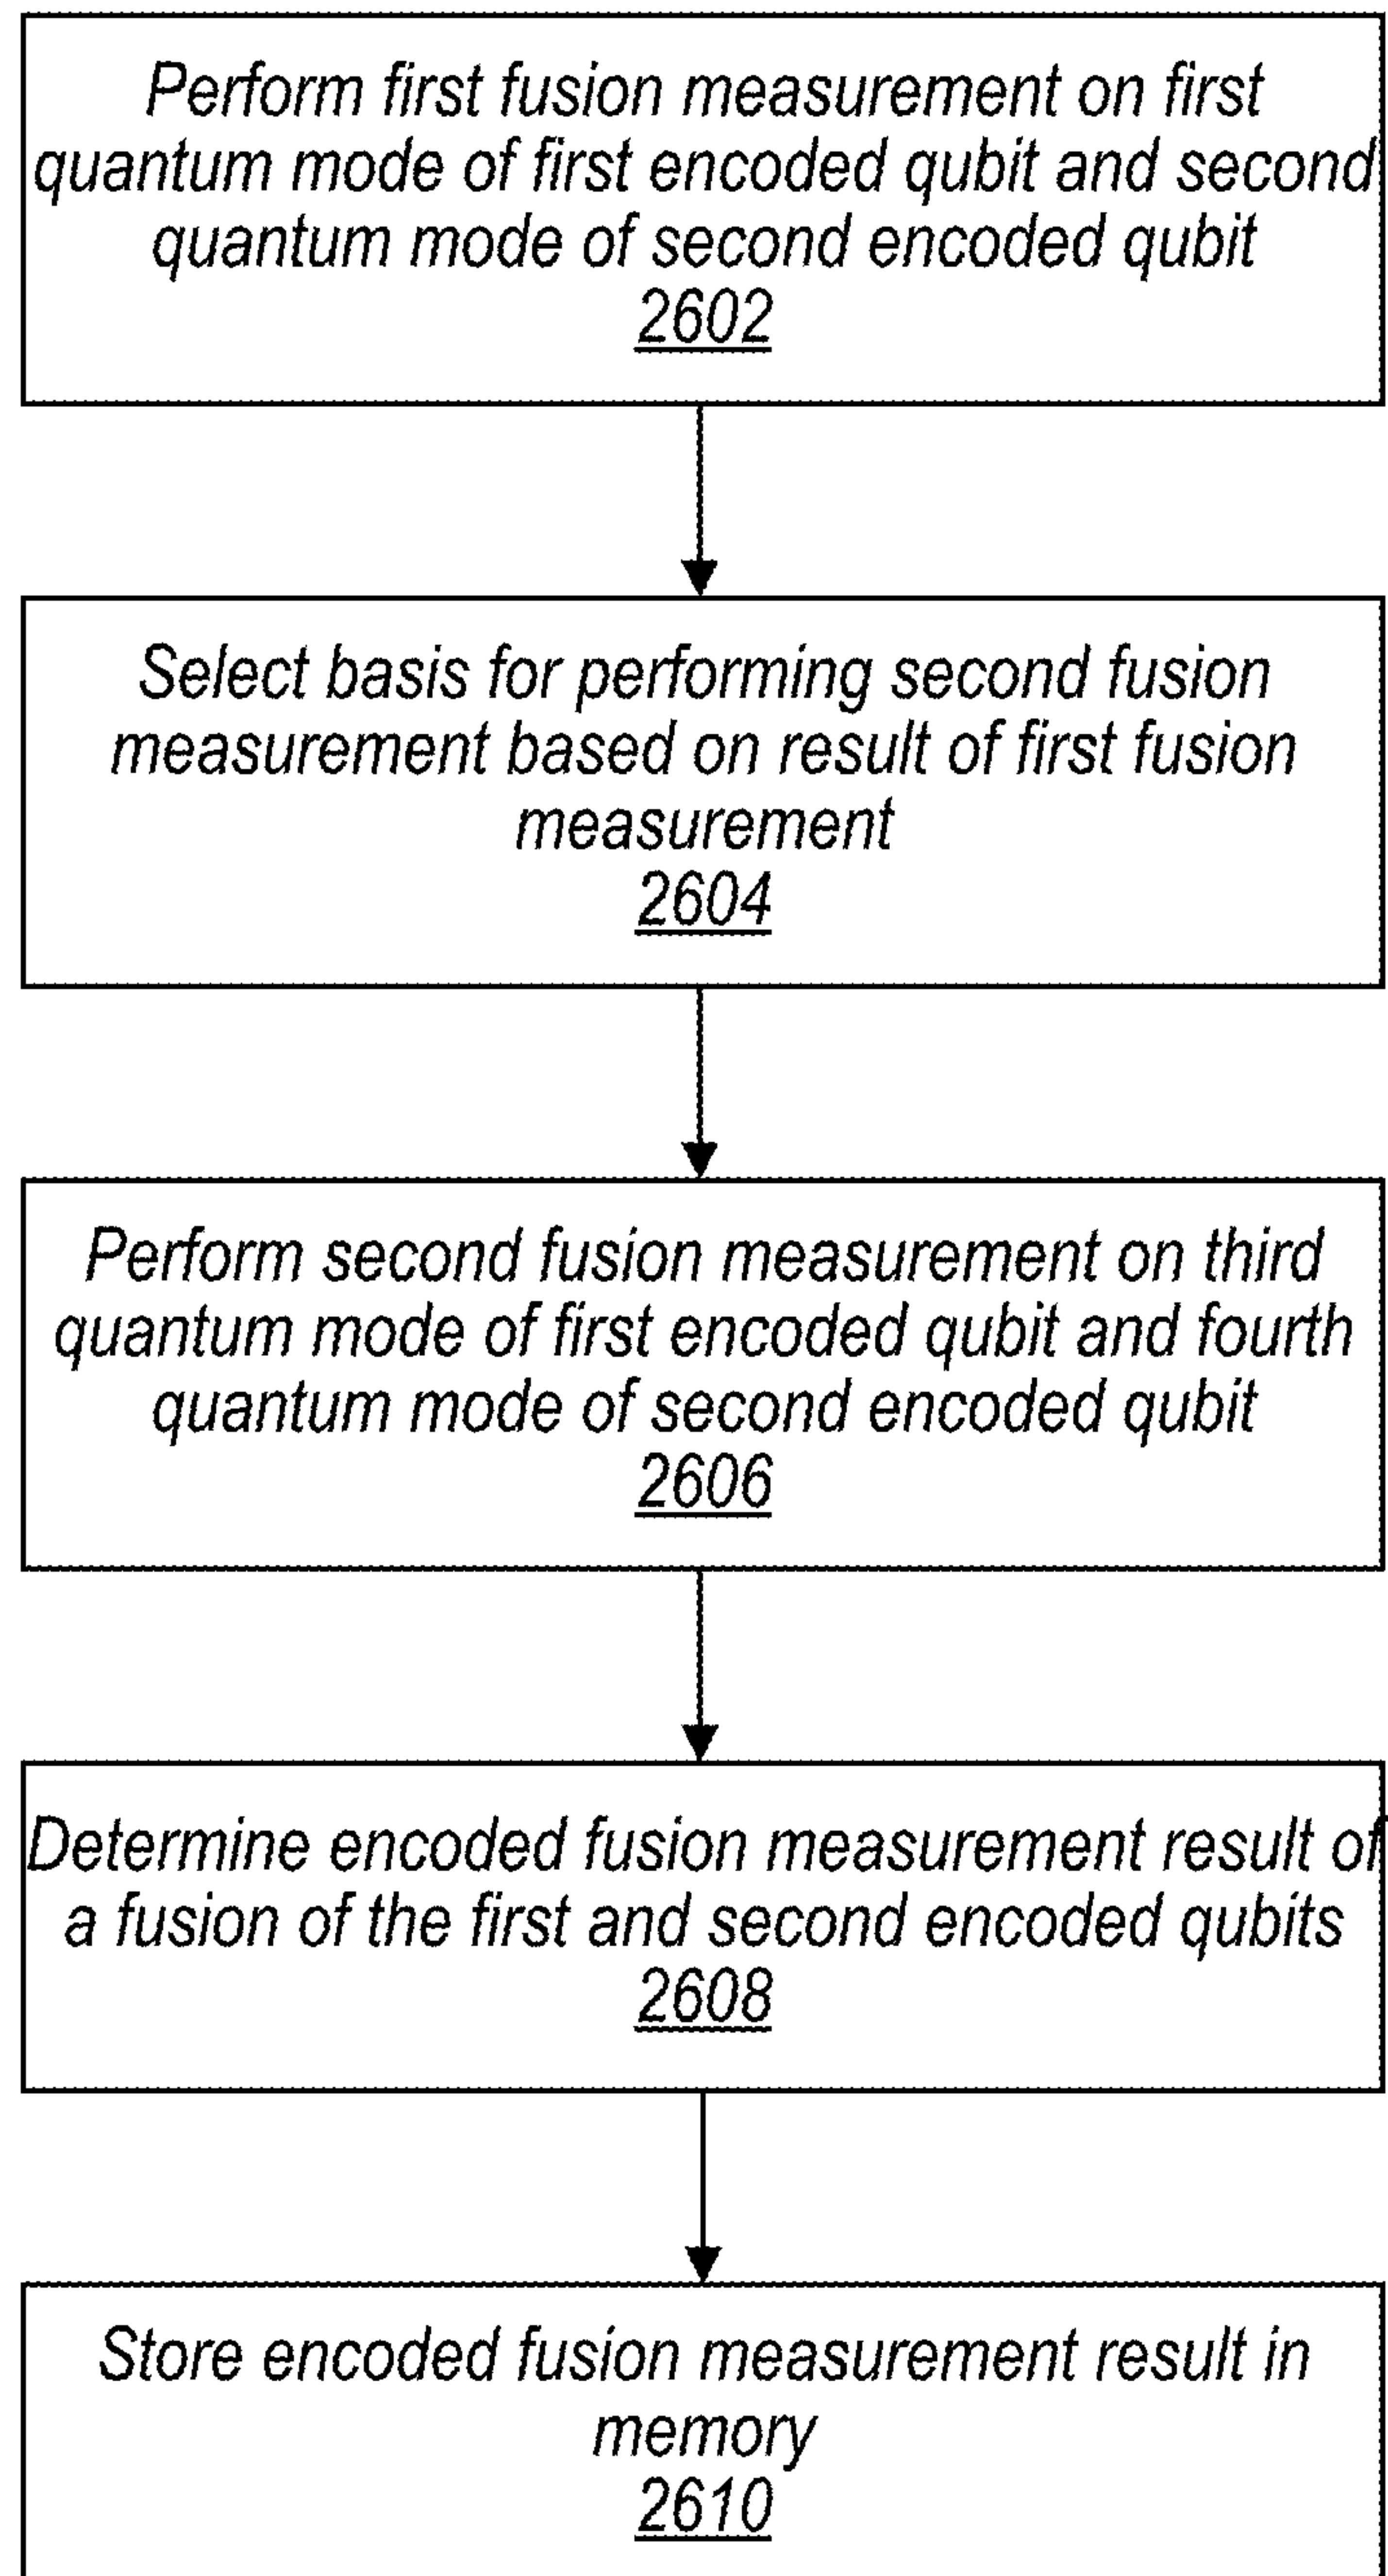 Perform first fusion measurement on first
quantum mode of first encoded qubit and second
quantum mode of second encoded qubit
2602
Select basis for performing second fusion
measurement based on result of first fusion
measurement
2604
Perform second fusion measurement on third
quantum mode of first encoded qubit and fourth
quantum mode of second encoded qubit
2606
Determine encoded fusion measurement result of
a fusion of the first and second encoded qubits
2608
Store encoded fusion measurement result in
memory
2610